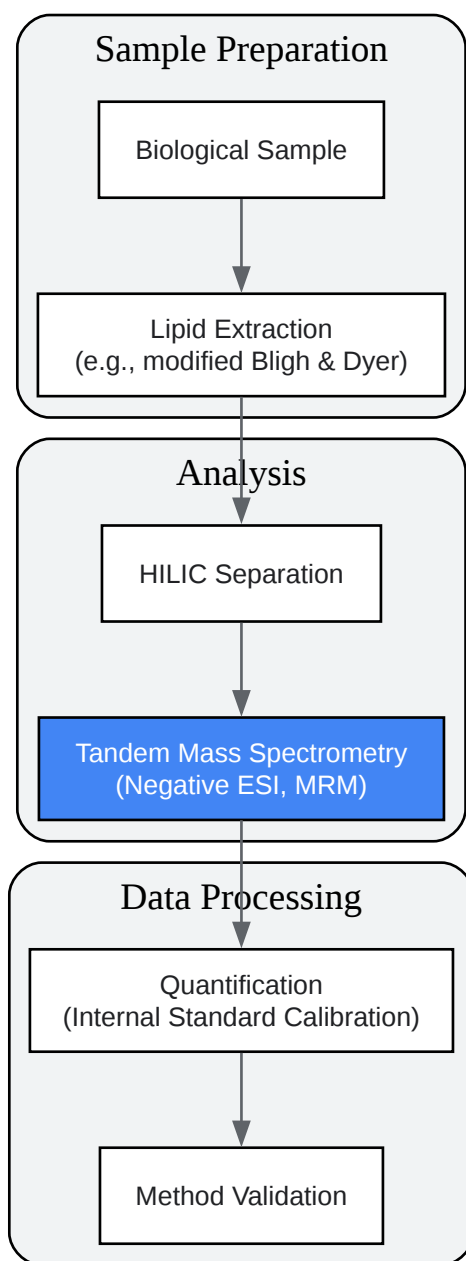 Sample Preparation
Biological Sample
Lipid Extraction
(e.g., modified Bligh & Dyer)
Analysis
HILIC Separation
Tandem Mass Spectrometry
(Negative ESI, MRM)
Data Processing
Quantification
(Internal Standard Calibration)
Method Validation